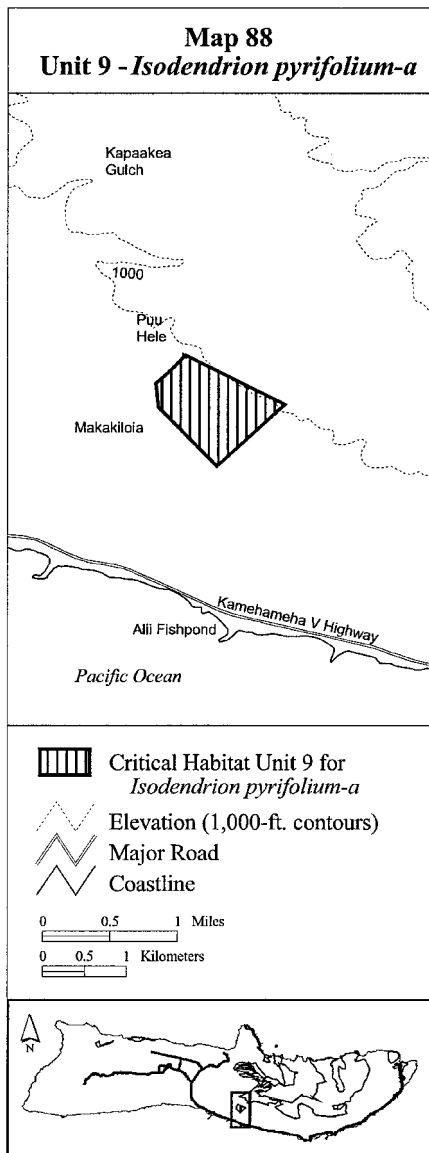 Map 88
Unit 9 - Isodendrion pyrifolium-a
Kapaakea
Gulch
1000
Puu
Hele
Makakiloia
Kamehameha V Highway
Alii Fishpond
Pacific Ocean
Critical Habitat Unit 9 for
Isodendrion pyrifolium-a
Elevation (1,000-ft. contours)
Major Road
Coastline
0 0.5 1 Miles
0 0.5 1 Kilometers
N